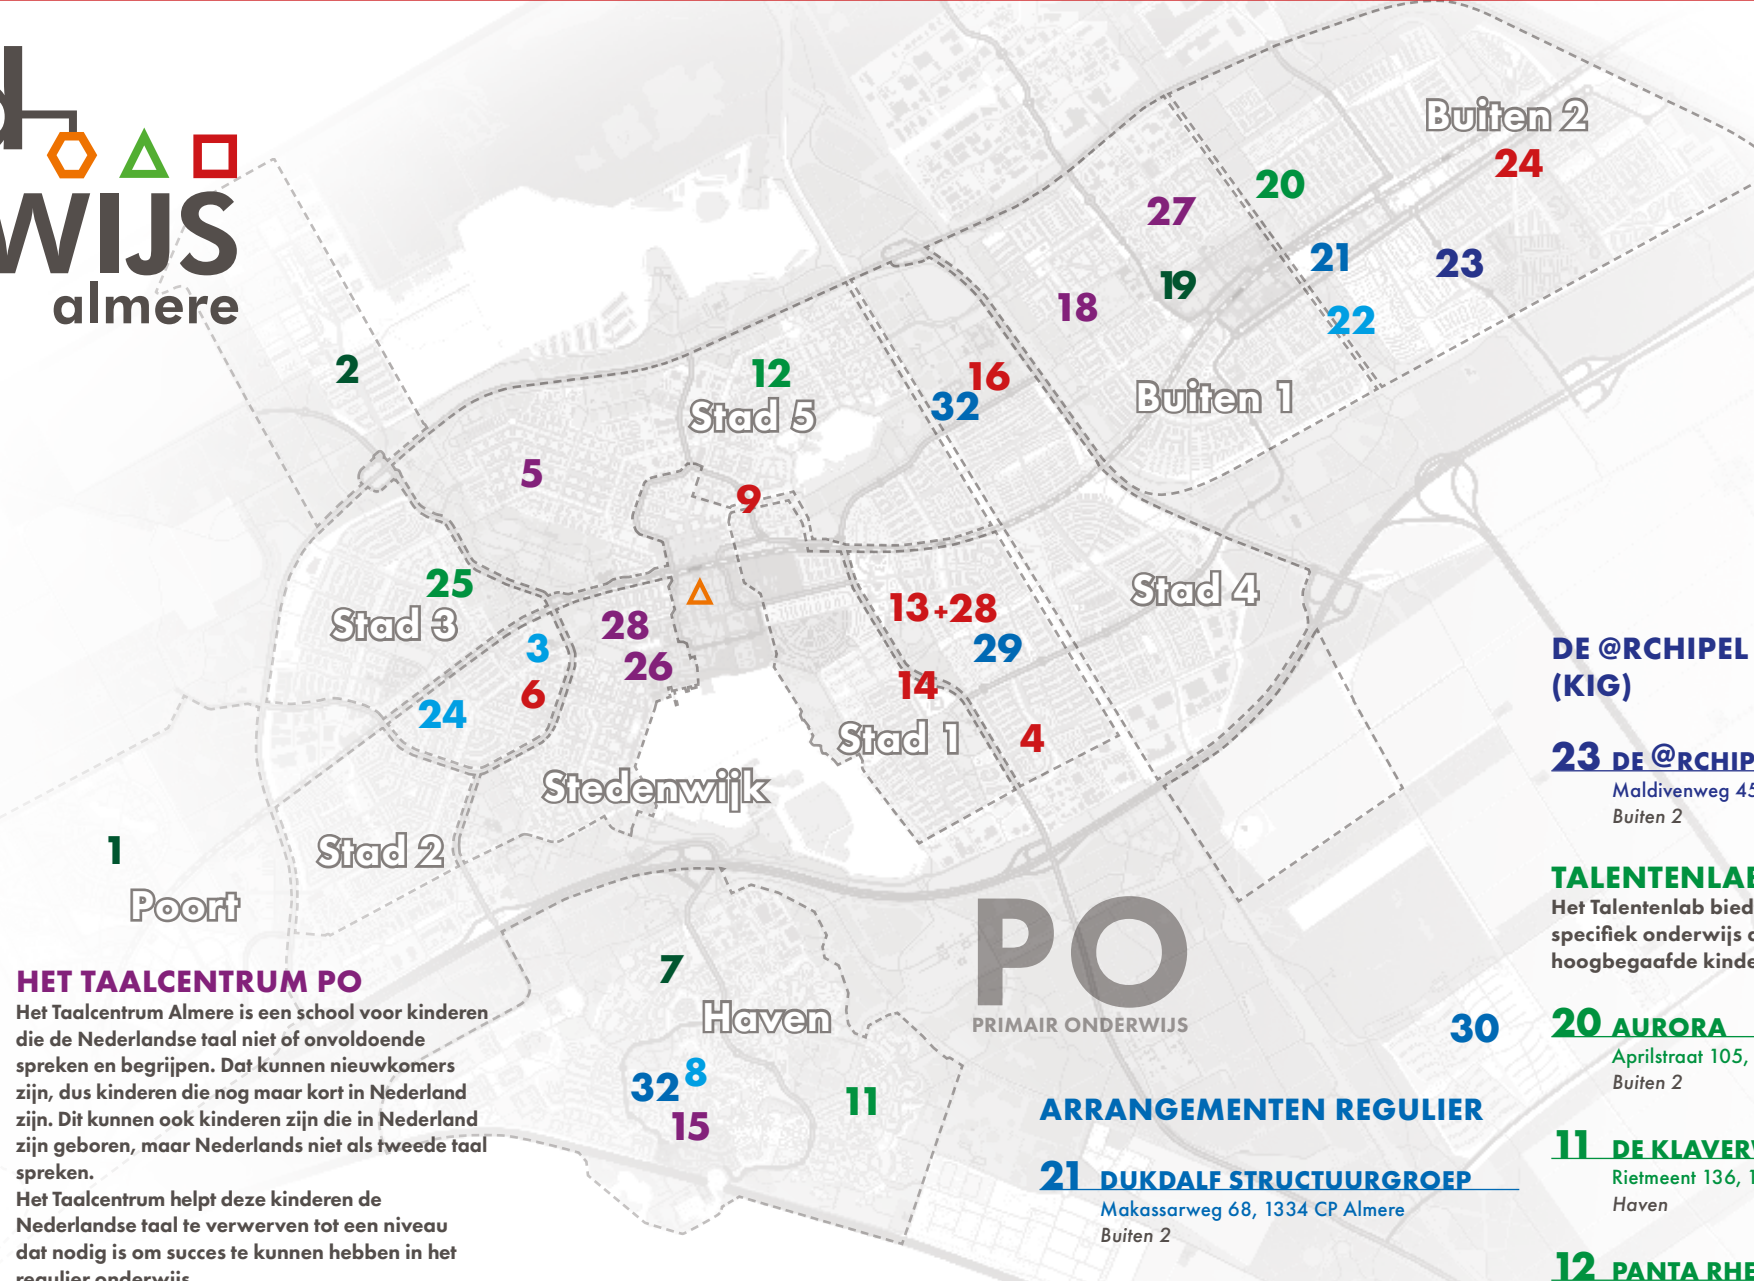 WIJS
almere
Buiten 2
24
20
27
21
23
19
18
22
2
12
16
Stad 5
32
Buiten 1
5
9
25
Stad 3
28
13+28
Stad 4
3
26
29
6
14
24
Stad 1
4
Stedenwijk
1
Stad 2
Poort
7
Haven
32
8
15
11
30
PO
PRIMAIR ONDERWIJS
HET TAALCENTRUM PO
Het Taalcentrum Almere is een school voor kinderen
die de Nederlandse taal niet of onvoldoende
spreken en begrijpen. Dat kunnen nieuwkomers
zijn, dus kinderen die nog maar kort in Nederland
zijn. Dit kunnen ook kinderen zijn die in Nederland
zijn geboren, maar Nederlands niet als tweede taal
spreken.
Het Taalcentrum helpt deze kinderen de
Nederlandse taal te verwerven tot een niveau
dat nodig is om succes te kunnen hebben in het
regulier onderwijs.
ARRANGEMENTEN REGULIER
21 DUKDALF STRUCTUURGROEP
Makassarweg 68, 1334 CP Almere
Buiten 2
DE @RCHIPEL
(KIG)
23 DE @RCHIP
Maldivenweg 45
Buiten 2
TALENTENLAB
Het Talentenlab bied
specifiek onderwijs
hoogbegaafde kinde
20 AURORA
Aprilstraat 105,
Buiten 2
11 DE KLAVER
Rietmeent 136, 1
Haven
12 PANTA RHE